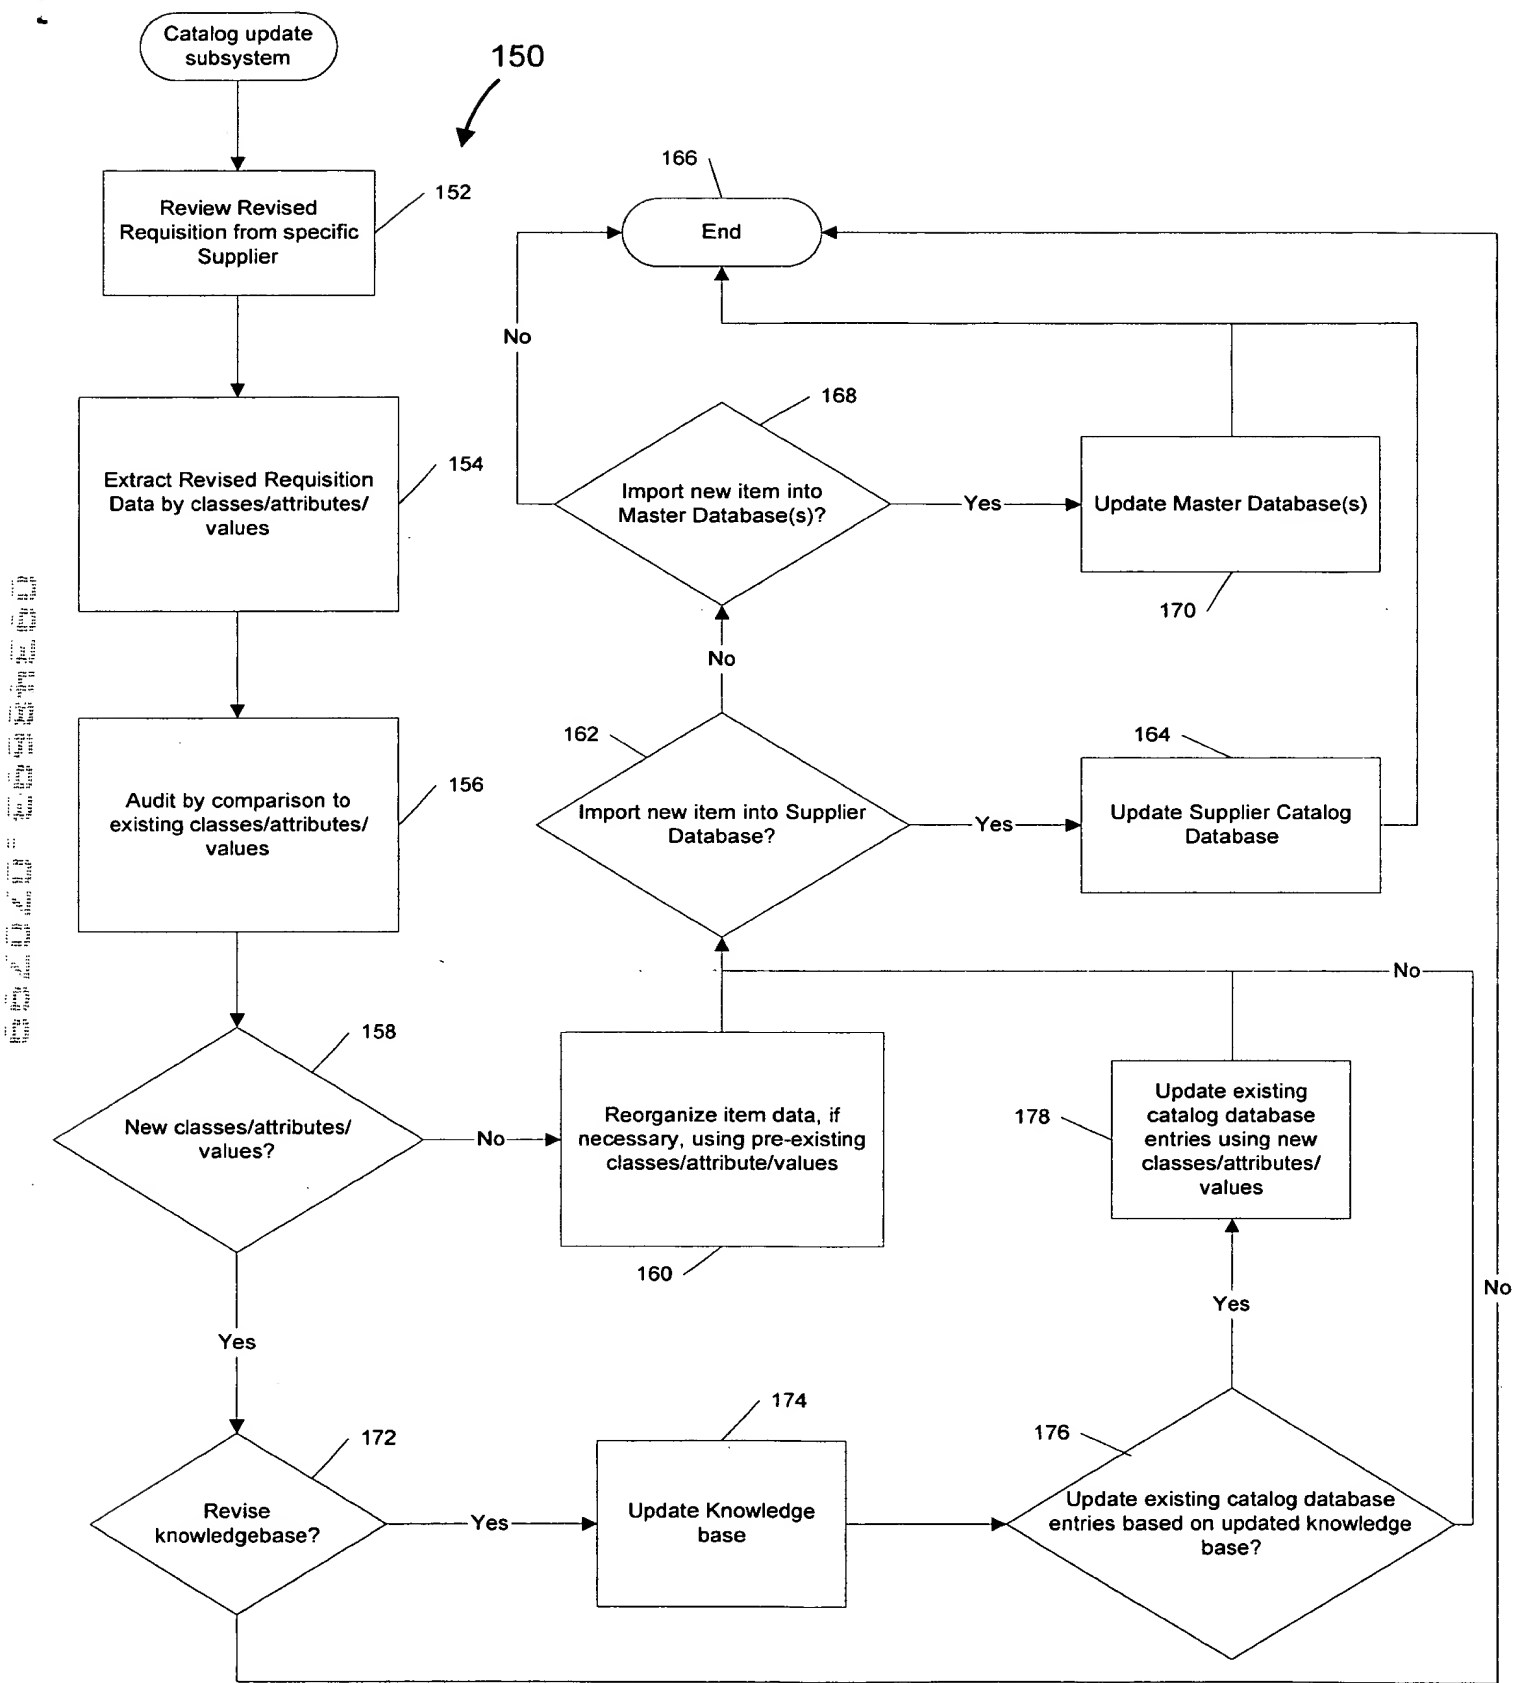 Catalog update
subsystem
150
152
Review Revised
Requisition from specific
Supplier
154
Extract Revised Requisition
Data by classes/attributes/
values
156
Audit by comparison to
existing classes/attributes/
values
158
New classes/attributes/
values?
No
Yes
172
Revise
knowledgebase?
Yes
No
174
Update Knowledge
base
176
Update existing catalog database
entries based on updated knowledge
base?
Yes
No
178
Update existing
catalog database
entries using new
classes/attributes/
values
Reorganize item data, if
necessary, using pre-existing
classes/attribute/values
160
162
Import new item into Supplier
Database?
Yes
No
164
Update Supplier Catalog
Database
168
Import new item into
Master Database(s)?
Yes
No
Update Master Database(s)
170
166
End